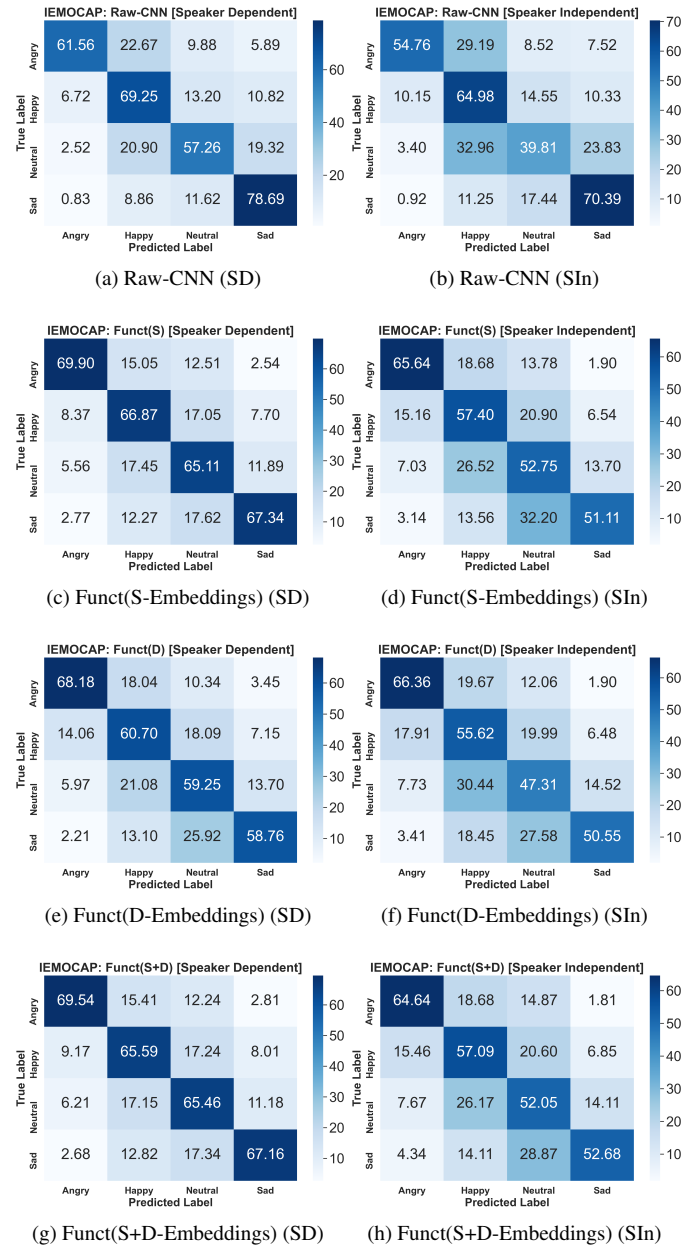 IEMOCAP: Raw-CNN [Speaker Dependent]
True Label
Angry 61.56 22.67 9.88 5.89
Happy 6.72 69.25 13.20 10.82
Neutral 2.52 20.90 57.26 19.32
Sad 0.83 8.86 11.62 78.69
Angry Happy Neutral Sad
Predicted Label
60
40
20
(a) Raw-CNN (SD)
IEMOCAP: Raw-CNN [Speaker Independent]
True Label
Angry 54.76 29.19 8.52 7.52
Happy 10.15 64.98 14.55 10.33
Neutral 3.40 32.96 39.81 23.83
Sad 0.92 11.25 17.44 70.39
Angry Happy Neutral Sad
Predicted Label
70
60
50
40
30
20
10
(b) Raw-CNN (SIn)
IEMOCAP: Funct(S) [Speaker Dependent]
True Label
Angry 69.90 15.05 12.51 2.54
Happy 8.37 66.87 17.05 7.70
Neutral 5.56 17.45 65.11 11.89
Sad 2.77 12.27 17.62 67.34
Angry Happy Neutral Sad
Predicted Label
60
50
40
30
20
10
(c) Funct(S-Embeddings) (SD)
IEMOCAP: Funct(S) [Speaker Independent]
True Label
Angry 65.64 18.68 13.78 1.90
Happy 15.16 57.40 20.90 6.54
Neutral 7.03 26.52 52.75 13.70
Sad 3.14 13.56 32.20 51.11
Angry Happy Neutral Sad
Predicted Label
60
50
40
30
20
10
(d) Funct(S-Embeddings) (SIn)
IEMOCAP: Funct(D) [Speaker Dependent]
True Label
Angry 68.18 18.04 10.34 3.45
Happy 14.06 60.70 18.09 7.15
Neutral 5.97 21.08 59.25 13.70
Sad 2.21 13.10 25.92 58.76
Angry Happy Neutral Sad
Predicted Label
60
50
40
30
20
10
(e) Funct(D-Embeddings) (SD)
IEMOCAP: Funct(D) [Speaker Independent]
True Label
Angry 66.36 19.67 12.06 1.90
Happy 17.91 55.62 19.99 6.48
Neutral 7.73 30.44 47.31 14.52
Sad 3.41 18.45 27.58 50.55
Angry Happy Neutral Sad
Predicted Label
60
50
40
30
20
10
(f) Funct(D-Embeddings) (SIn)
IEMOCAP: Funct(S+D) [Speaker Dependent]
True Label
Angry 69.54 15.41 12.24 2.81
Happy 9.17 65.59 17.24 8.01
Neutral 6.21 17.15 65.46 11.18
Sad 2.68 12.82 17.34 67.16
Angry Happy Neutral Sad
Predicted Label
60
50
40
30
20
10
(g) Funct(S+D-Embeddings) (SD)
IEMOCAP: Funct(S+D) [Speaker Independent]
True Label
Angry 64.64 18.68 14.87 1.81
Happy 15.46 57.09 20.60 6.85
Neutral 7.67 26.17 52.05 14.11
Sad 4.34 14.11 28.87 52.68
Angry Happy Neutral Sad
Predicted Label
60
50
40
30
20
10
(h) Funct(S+D-Embeddings) (SIn)